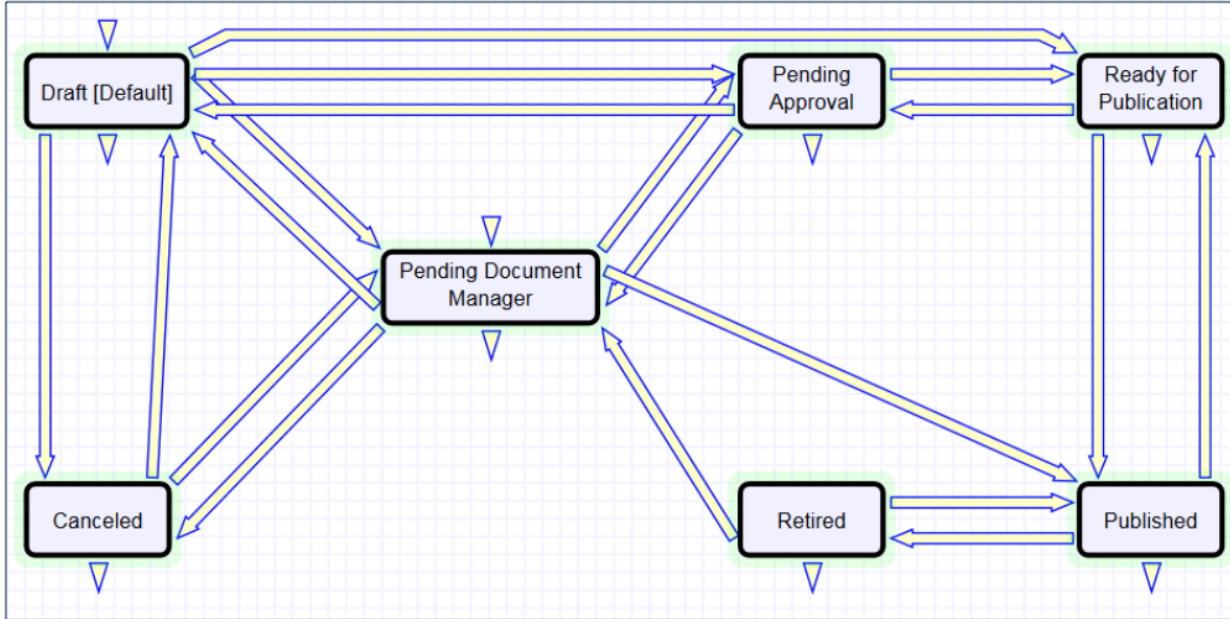 Draft [Default]
Pending
Approval
Ready for
Publication
Pending Document
Manager
Canceled
Retired
Published